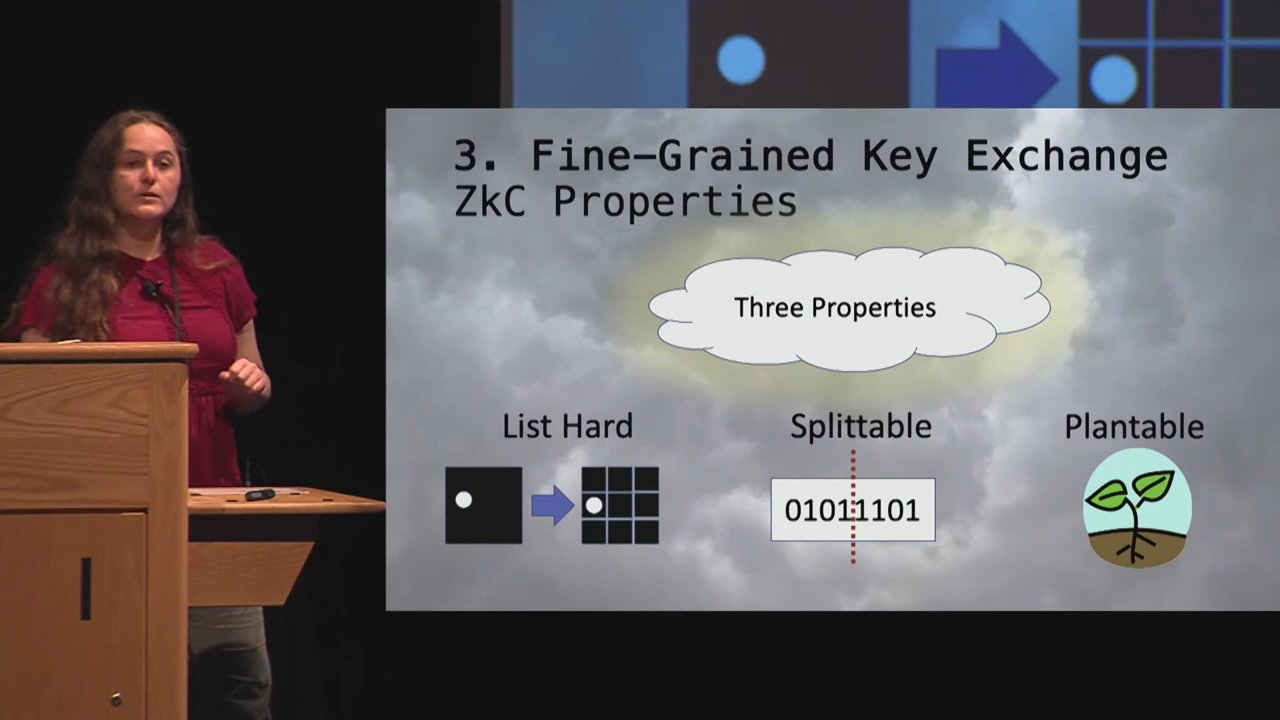 3. Fine-Grained Key Exchange
ZkC Properties
Three Properties
List Hard
Splittable
Plantable
01011101